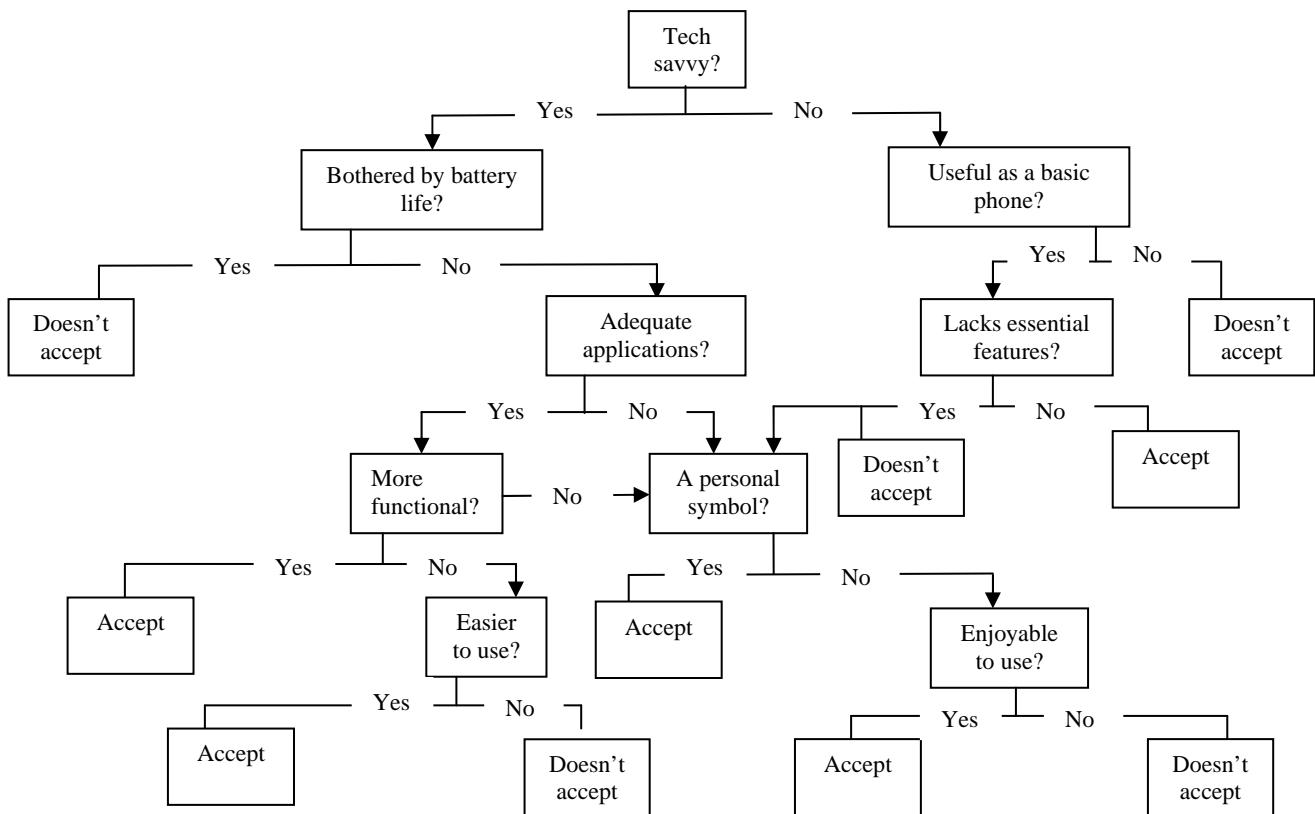 Tech
savvy?
Yes
No
Bothered by battery
life?
Useful as a basic
phone?
Yes
No
Yes
No
Doesn't
accept
Adequate
applications?
Lacks essential
features?
Doesn't
accept
Yes
No
Yes
No
More
functional?
No
A personal
symbol?
Doesn't
accept
Accept
Yes
No
Yes
No
Accept
Easier
to use?
Accept
Enjoyable
to use?
Yes
No
Yes
No
Accept
Doesn't
accept
Accept
Doesn't
accept